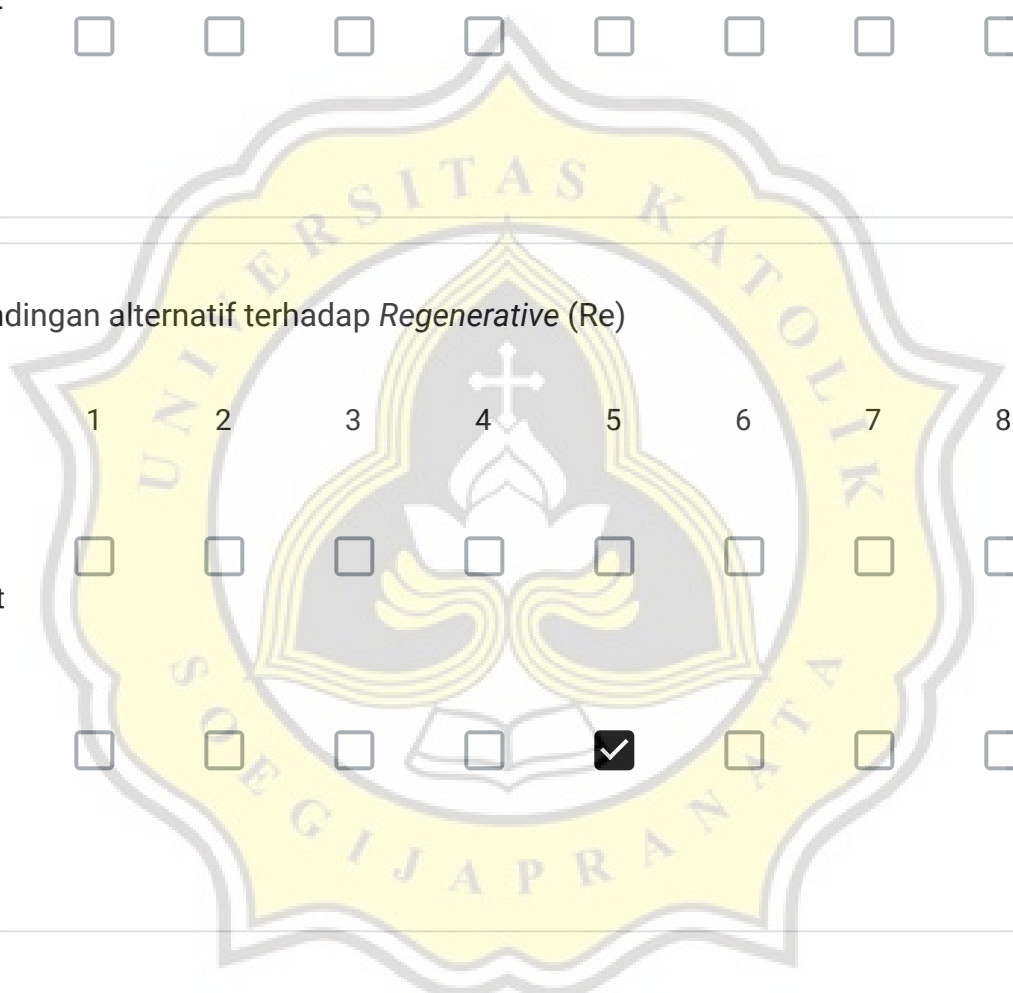 UNIVERSITAS KATOLIK
ndingan alternatif terhadap Regenerative (Re)
1 2 3 4 5 6 7 8
t
SOEGIJAPRANATA